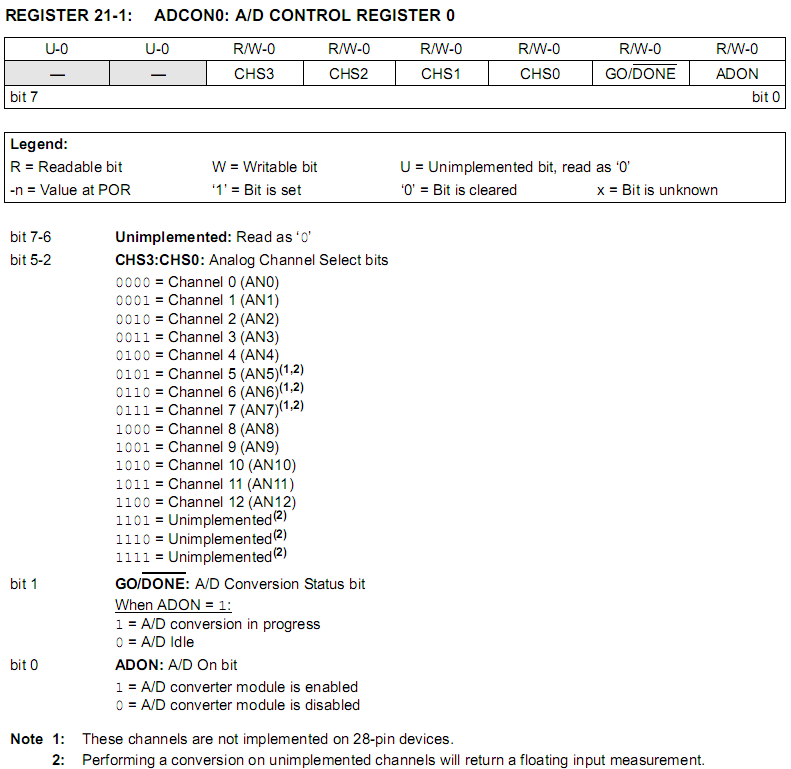 REGISTER 21-1: ADCON0: A/D CONTROL REGISTER 0
U-0 U-0 R/W-0 R/W-0 R/W-0 R/W-0 R/W-0 R/W-0
— — CHS3 CHS2 CHS1 CHS0 GO/DONE ADON
bit 7 bit 0
Legend:
R = Readable bit W = Writable bit U = Unimplemented bit, read as ‘0’
-n = Value at POR ‘1’ = Bit is set ‘0’ = Bit is cleared x = Bit is unknown
bit 7-6 Unimplemented: Read as ‘0’
bit 5-2 CHS3:CHS0: Analog Channel Select bits
0000 = Channel 0 (AN0)
0001 = Channel 1 (AN1)
0010 = Channel 2 (AN2)
0011 = Channel 3 (AN3)
0100 = Channel 4 (AN4)
0101 = Channel 5 (AN5)(1,2)
0110 = Channel 6 (AN6)(1,2)
0111 = Channel 7 (AN7)(1,2)
1000 = Channel 8 (AN8)
1001 = Channel 9 (AN9)
1010 = Channel 10 (AN10)
1011 = Channel 11 (AN11)
1100 = Channel 12 (AN12)
1101 = Unimplemented(2)
1110 = Unimplemented(2)
1111 = Unimplemented(2)
bit 1 GO/DONE: A/D Conversion Status bit
When ADON = 1:
1 = A/D conversion in progress
0 = A/D Idle
bit 0 ADON: A/D On bit
1 = A/D converter module is enabled
0 = A/D converter module is disabled
Note 1: These channels are not implemented on 28-pin devices.
2: Performing a conversion on unimplemented channels will return a floating input measurement.